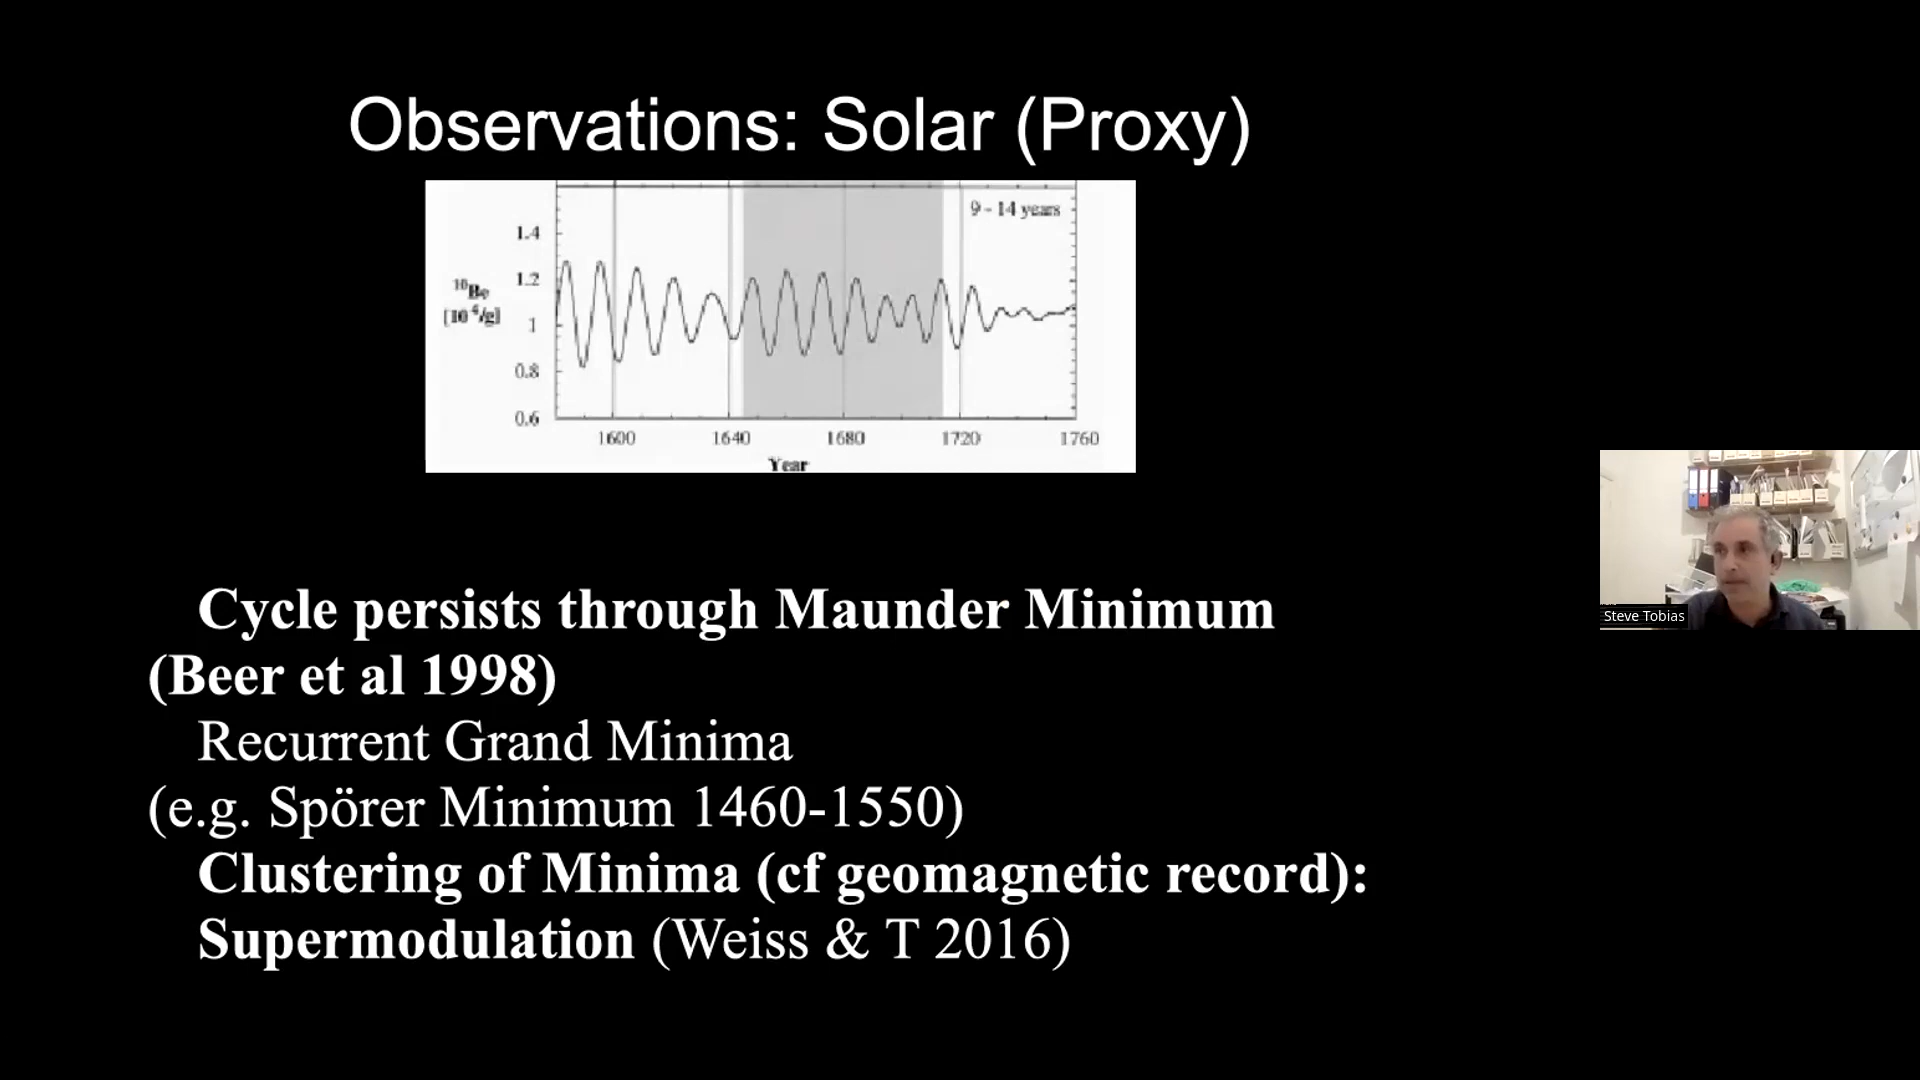 Observations: Solar (Proxy)
9 - 14 years
1.4
1.2
1
0.8
0.6
10Be
[10^4/g]
1600 1640 1680 1720 1760
Year
Cycle persists through Maunder Minimum
(Beer et al 1998)
Recurrent Grand Minima
(e.g. Spörer Minimum 1460-1550)
Clustering of Minima (cf geomagnetic record):
Supermodulation (Weiss & T 2016)
Steve Tobias